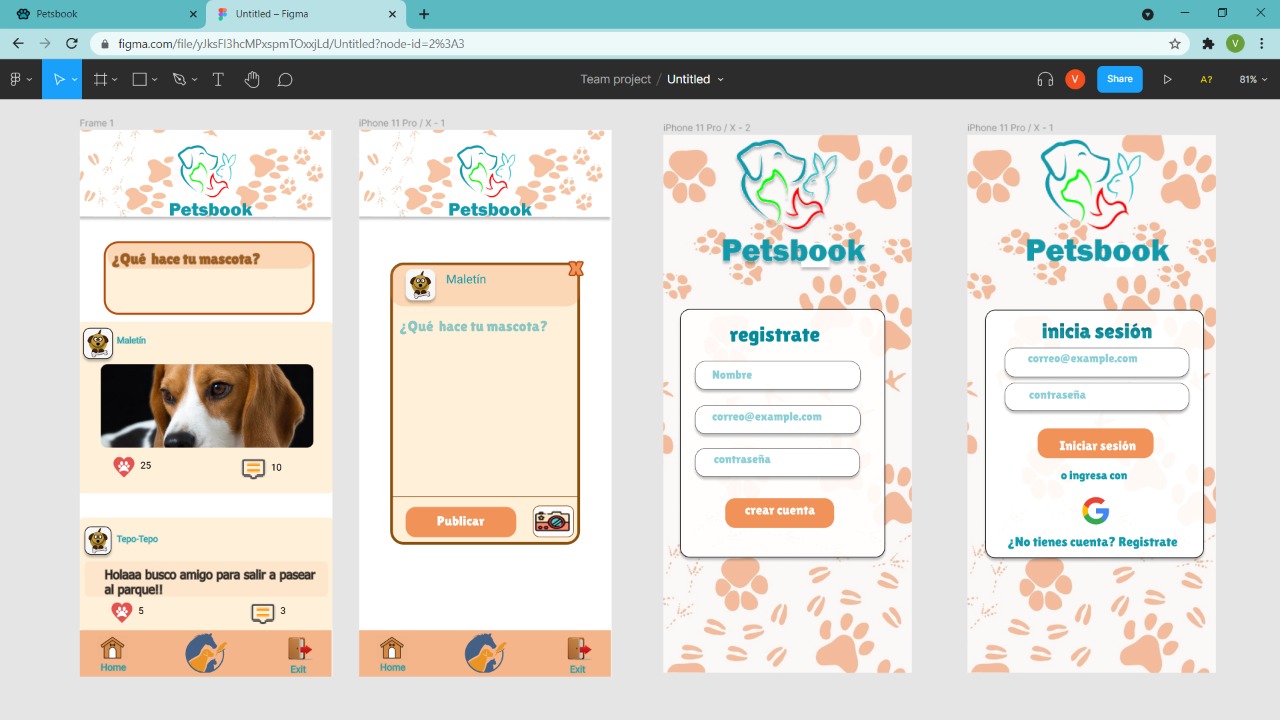 Petsbook
Untitled – Figma
figma.com/file/yJksFI3hcMPxspmTOxxjLd/Untitled?node-id=2%3A3
V
Team project / Untitled
V
Share
A?
81%
Frame 1
Petsbook
¿Qué hace tu mascota?
Maletín
25
10
Tepo-Tepo
Holaaa busco amigo para salir a pasear
al parque!!
5
3
Home
Exit
iPhone 11 Pro / X - 1
Petsbook
X
Maletín
¿Qué hace tu mascota?
Publicar
Home
Exit
iPhone 11 Pro / X - 2
Petsbook
registrate
Nombre
correo@example.com
contraseña
crear cuenta
iPhone 11 Pro / X - 1
Petsbook
inicia sesión
correo@example.com
contraseña
Iniciar sesión
o ingresa con
G
¿No tienes cuenta? Registrate